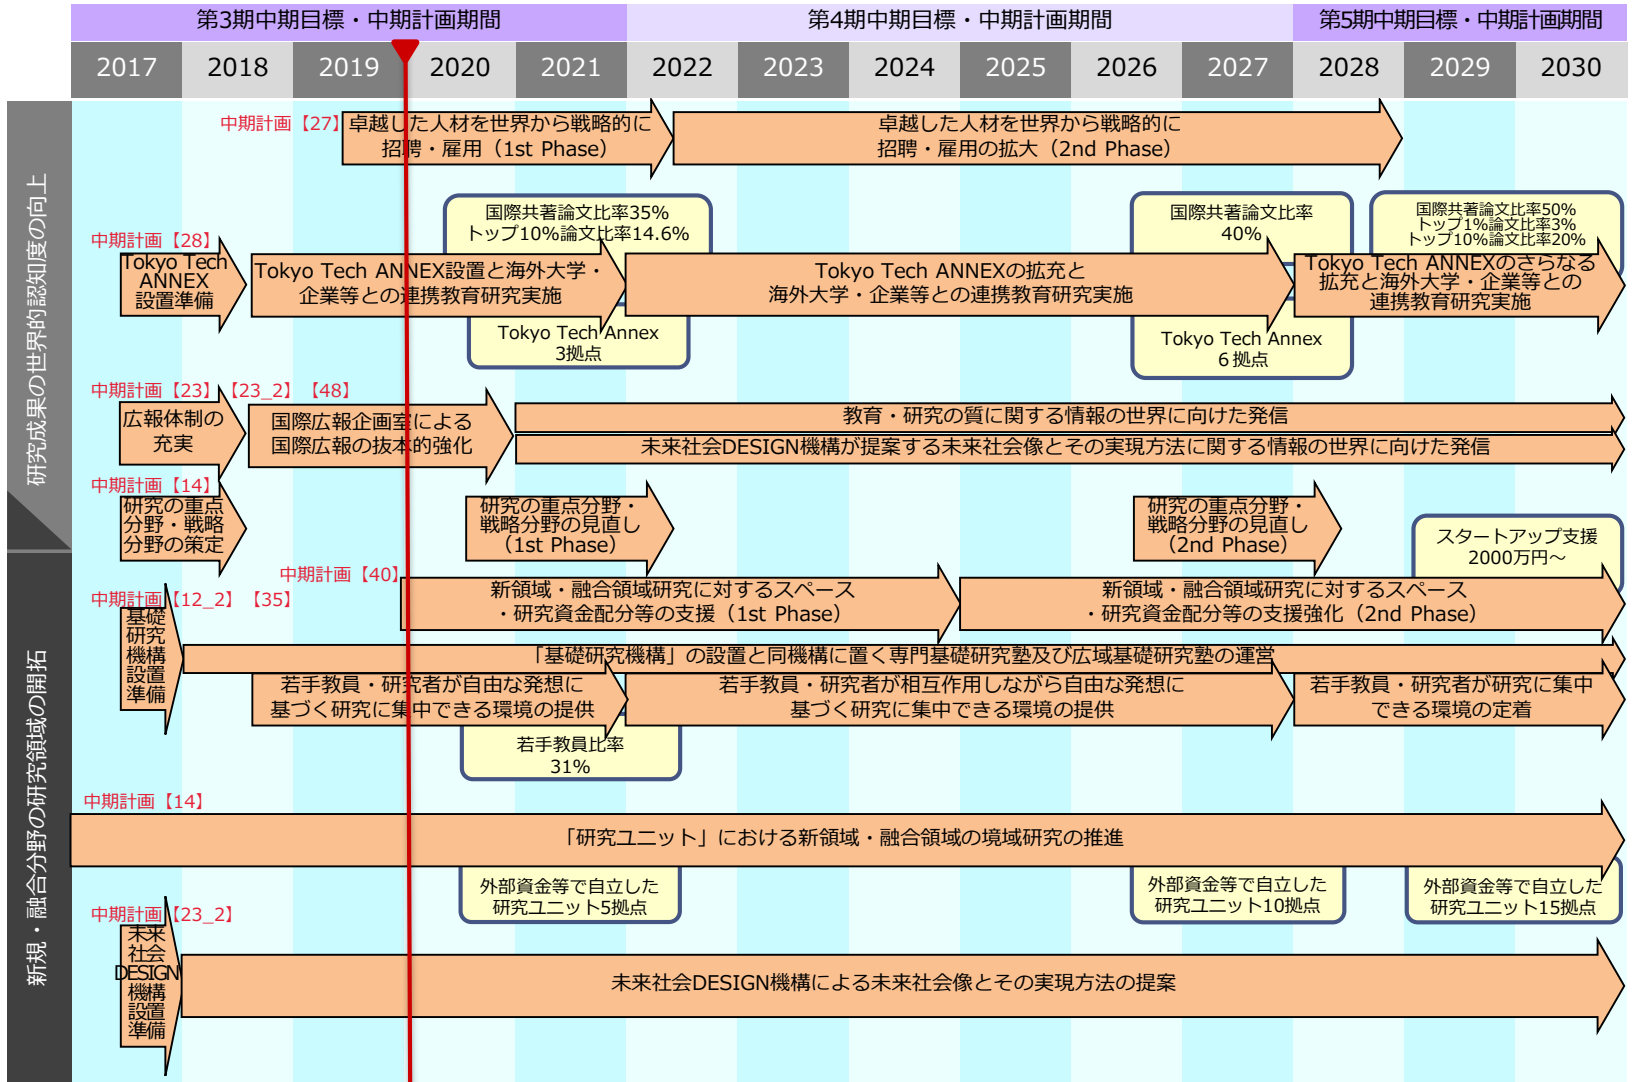 第3期中期目標・中期計画期間
第4期中期目標・中期計画期間
第5期中期目標・中期計画期間
2017
2018
2019
2020
2021
2022
2023
2024
2025
2026
2027
2028
2029
2030
研究成果の世界的認知度の向上
中期計画【27】
卓越した人材を世界から戦略的に
招聘・雇用（1st Phase）
卓越した人材を世界から戦略的に
招聘・雇用の拡大（2nd Phase）
国際共著論文比率35%
トップ10%論文比率14.6%
国際共著論文比率
40%
国際共著論文比率50%
トップ1%論文比率3%
トップ10%論文比率20%
中期計画【28】
Tokyo Tech
ANNEX
設置準備
Tokyo Tech ANNEX設置と海外大学・
企業等との連携教育研究実施
Tokyo Tech ANNEXの拡充と
海外大学・企業等との連携教育研究実施
Tokyo Tech ANNEXのさらなる
拡充と海外大学・企業等との
連携教育研究実施
Tokyo Tech Annex
3拠点
Tokyo Tech Annex
6拠点
中期計画【23】【23_2】【48】
広報体制の
充実
国際広報企画室による
国際広報の抜本的強化
教育・研究の質に関する情報の世界に向けた発信
未来社会DESIGN機構が提案する未来社会像とその実現方法に関する情報の世界に向けた発信
中期計画【14】
研究の重点
分野・戦略
分野の策定
研究の重点分野・
戦略分野の見直し
（1st Phase）
研究の重点分野・
戦略分野の見直し
（2nd Phase）
スタートアップ支援
2000万円～
新規・融合分野の研究領域の開拓
中期計画【40】
新領域・融合領域研究に対するスペース
・研究資金配分等の支援（1st Phase）
新領域・融合領域研究に対するスペース
・研究資金配分等の支援強化（2nd Phase）
中期計画【12_2】【35】
基礎
研究
機構
設置
準備
「基礎研究機構」の設置と同機構に置く専門基礎研究塾及び広域基礎研究塾の運営
若手教員・研究者が自由な発想に
基づく研究に集中できる環境の提供
若手教員・研究者が相互作用しながら自由な発想に
基づく研究に集中できる環境の提供
若手教員・研究者が研究に集中
できる環境の定着
若手教員比率
31%
中期計画【14】
「研究ユニット」における新領域・融合領域の境域研究の推進
外部資金等で自立した
研究ユニット5拠点
外部資金等で自立した
研究ユニット10拠点
外部資金等で自立した
研究ユニット15拠点
中期計画【23_2】
未来
社会
DESIGN
機構
設置
準備
未来社会DESIGN機構による未来社会像とその実現方法の提案